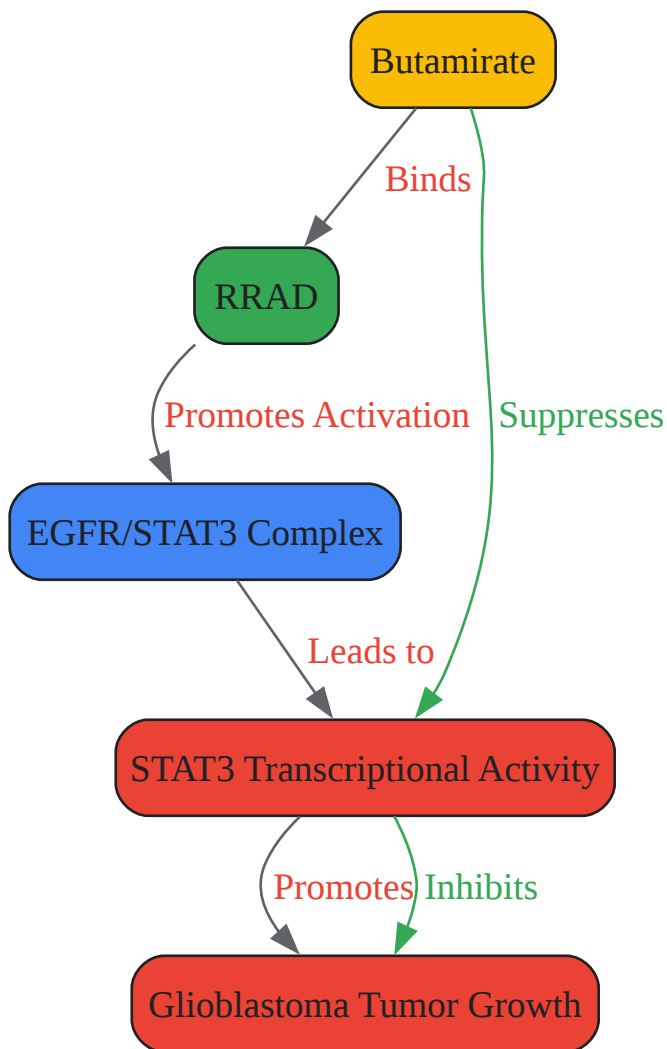 Butamirate
Binds
RRAD
Promotes Activation
Suppresses
EGFR/STAT3 Complex
Leads to
STAT3 Transcriptional Activity
Promotes
Inhibits
Glioblastoma Tumor Growth